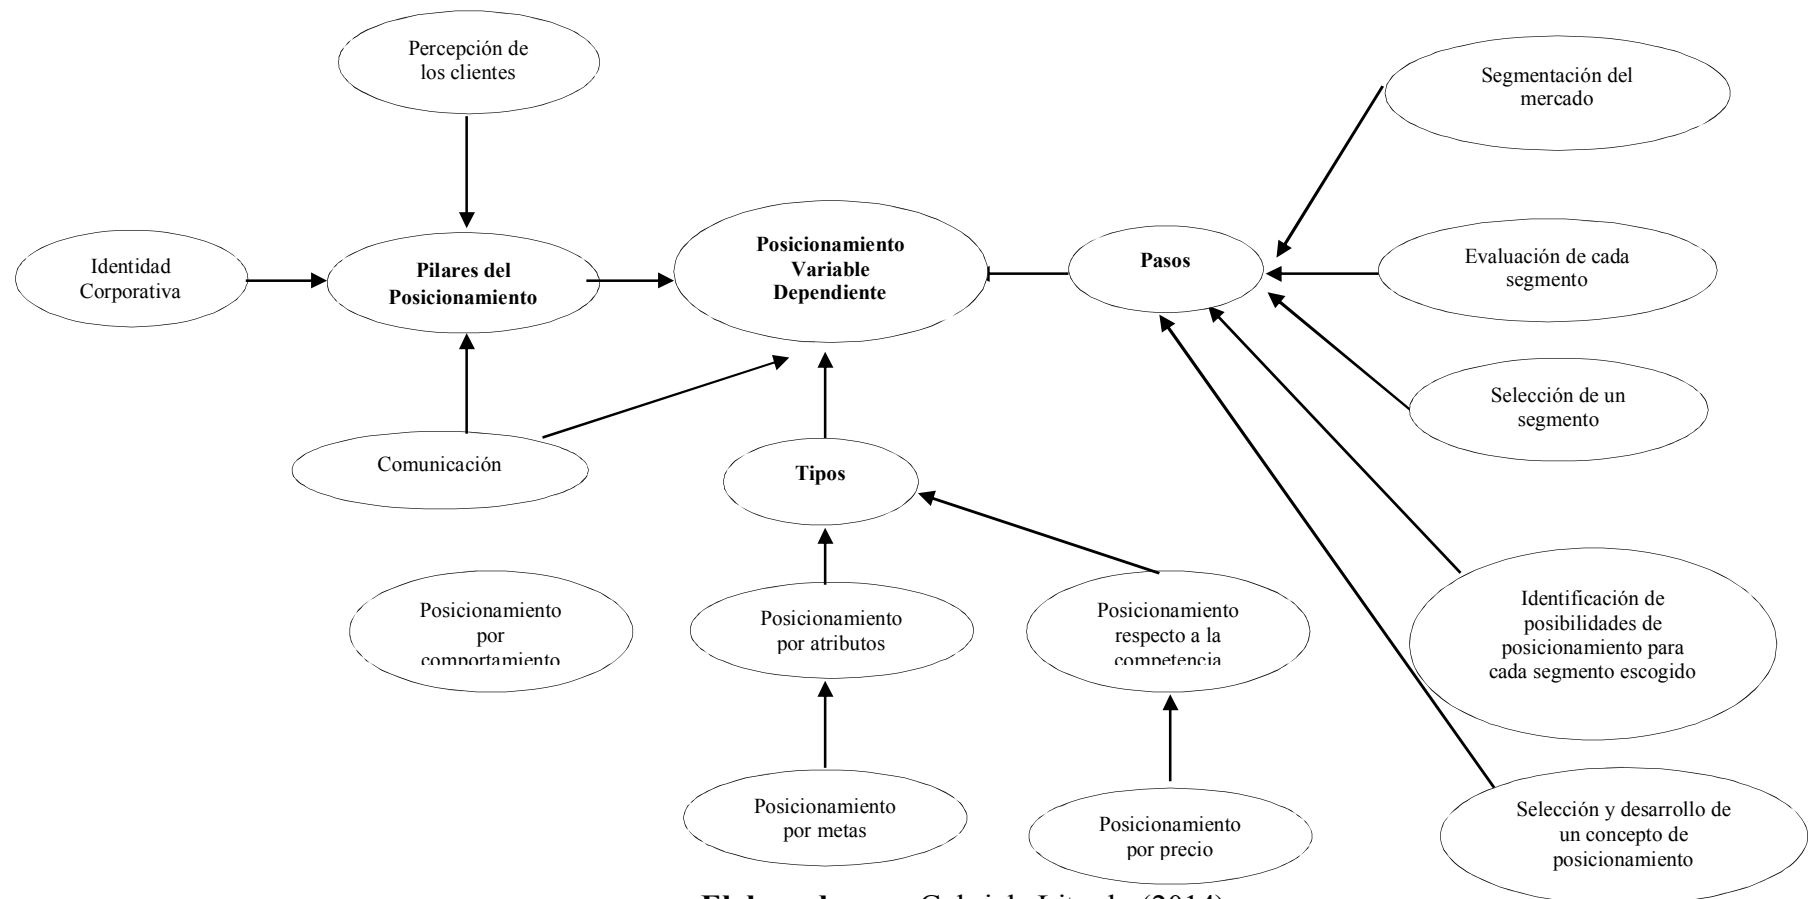 Percepción de
los clientes
Segmentación del
mercado
Identidad
Corporativa
Pilares del
Posicionamiento
Posicionamiento
Variable
Dependiente
Pasos
Evaluación de cada
segmento
Selección de un
segmento
Comunicación
Tipos
Posicionamiento
por
comportamiento
Posicionamiento
por atributos
Posicionamiento
respecto a la
competencia
Identificación de
posibilidades de
posicionamiento para
cada segmento escogido
Posicionamiento
por metas
Posicionamiento
por precio
Selección y desarrollo de
un concepto de
posicionamiento
(2014)